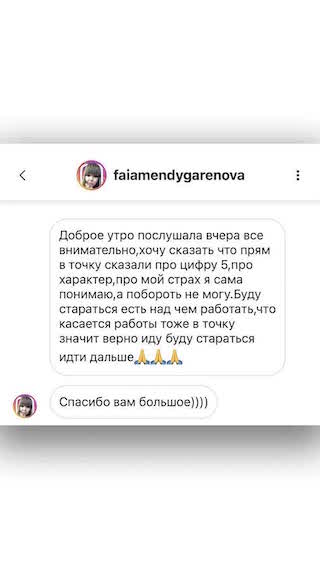 faiamendygarenova
Доброе утро послушала вчера все
внимательно,хочу сказать что прям
в точку сказали про цифру 5,про
характер,про мой страх я сама
понимаю,а побороть не могу.Буду
стараться есть над чем работать,что
касается работы тоже в точку
значит верно иду буду стараться
идти дальше🙏🙏🙏
Спасибо вам большое))))